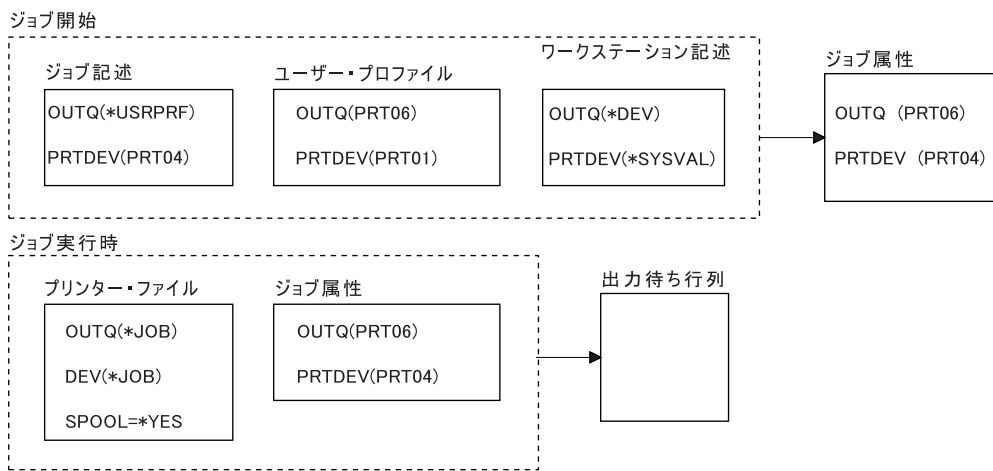 ジョブ開始
ジョブ記述
OUTQ(*USRPRF)
PRTDEV(PRT04)
ユーザー・プロファイル
OUTQ(PRT06)
PRTDEV(PRT01)
ワークステーション記述
OUTQ(*DEV)
PRTDEV(*SYSVAL)
ジョブ属性
OUTQ (PRT06)
PRTDEV (PRT04)
ジョブ実行時
プリンター・ファイル
OUTQ(*JOB)
DEV(*JOB)
SPOOL=*YES
ジョブ属性
OUTQ(PRT06)
PRTDEV(PRT04)
出力待ち行列